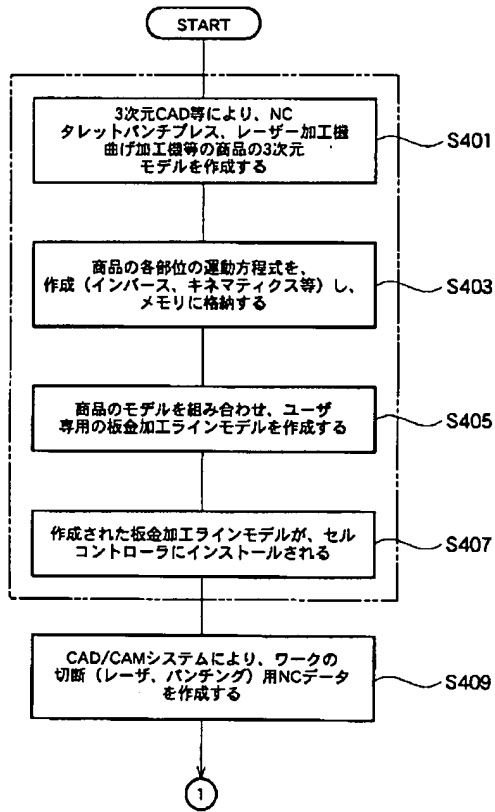 START
3次元CAD等により、NC
タレットパンチプレス、レーザー加工機
曲げ加工機等の商品の3次元
モデルを作成する
S401
商品の各部位の運動方程式を、
作成（インバース、キネマティクス等）し、
メモリに格納する
S403
商品のモデルを組み合わせ、ユーザ
専用の板金加工ラインモデルを作成する
S405
作成された板金加工ラインモデルが、セル
コントローラにインストールされる
S407
CAD/CAMシステムにより、ワークの
切断（レーザ、パンチング）用NCデータ
を作成する
S409
1